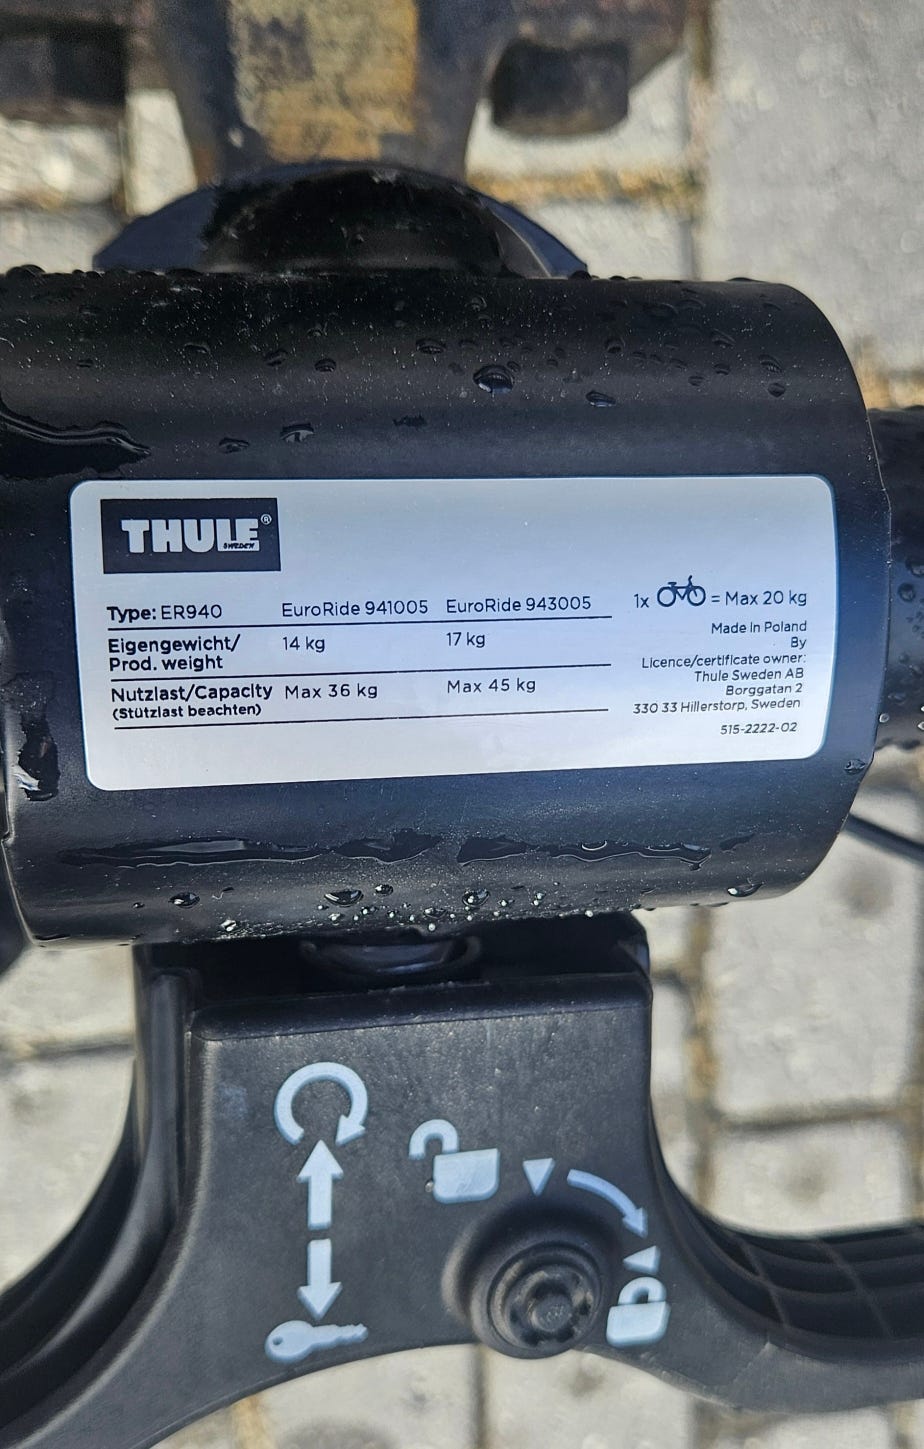 THULE®
SWEDEN
Type: ER940 EuroRide 941005 EuroRide 943005
Eigengewicht/
Prod. weight 14 kg 17 kg
Nutzlast/Capacity Max 36 kg Max 45 kg
(Stützlast beachten)
1x = Max 20 kg
Made in Poland
By
Licence/certificate owner:
Thule Sweden AB
Borggatan 2
330 33 Hillerstorp, Sweden
515-2222-02